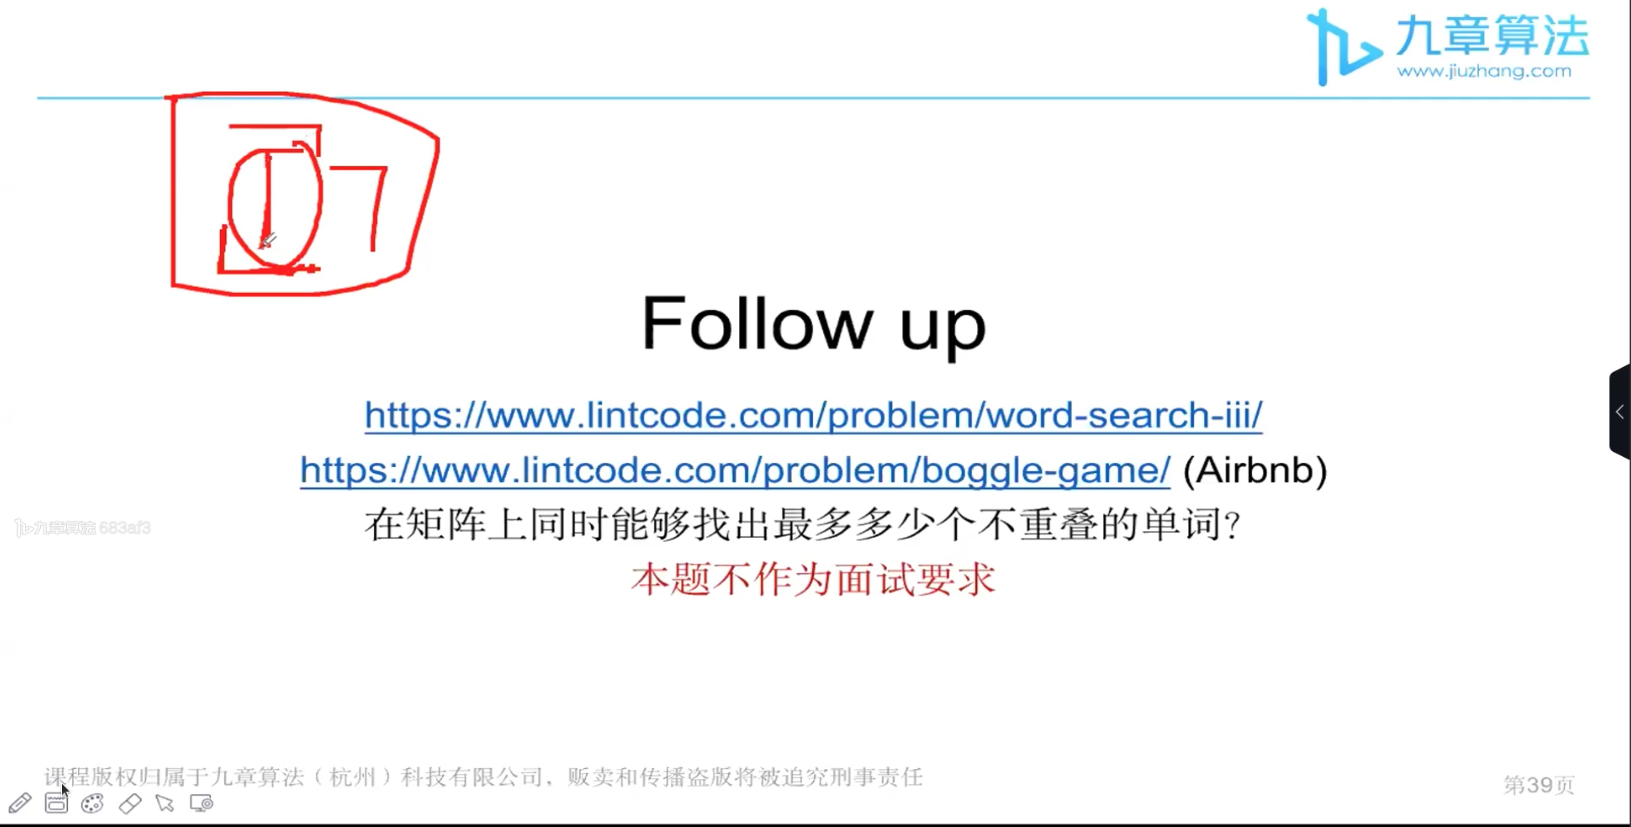 九章算法
www.jiuzhang.com
Follow up
https://www.lintcode.com/problem/word-search-iii/
https://www.lintcode.com/problem/boggle-game/ (Airbnb)
九章算法 683af3
在矩阵上同时能够找出最多多少个不重叠的单词?
本题不作为面试要求
课程版权归属于九章算法（杭州）科技有限公司，贩卖和传播盗版将被追究刑事责任
第39页